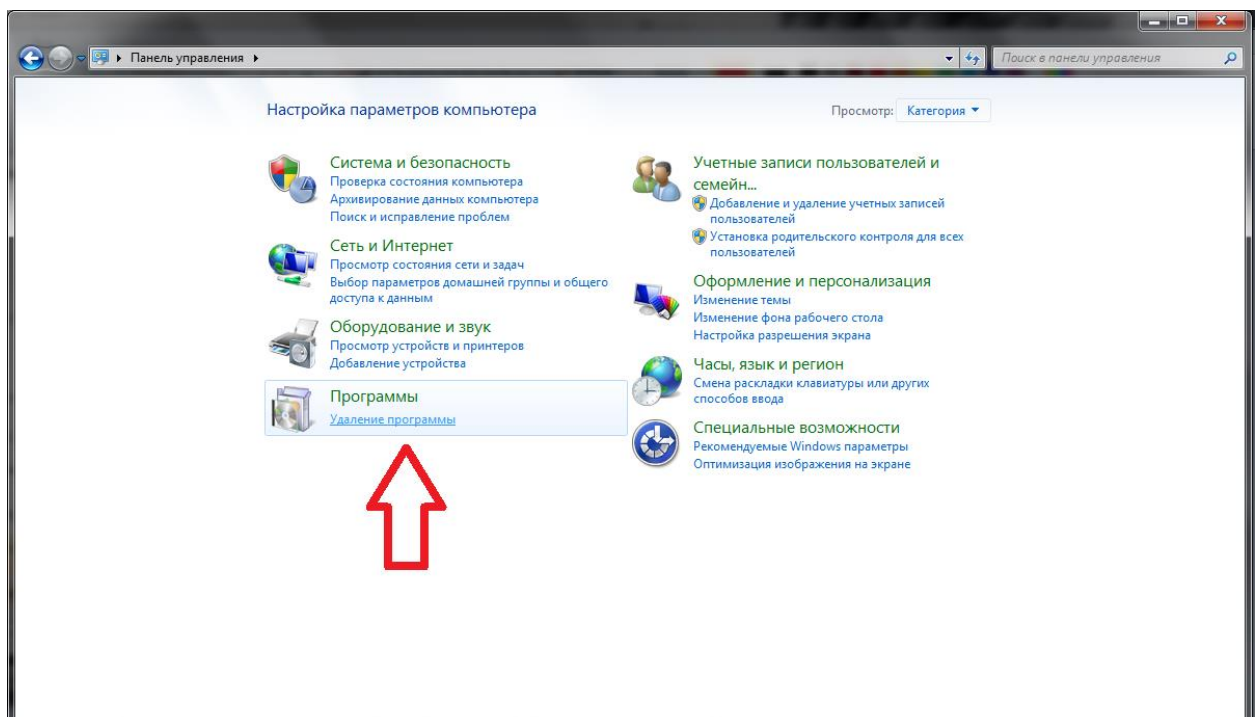 Панель управления
Поиск в панели управления
Настройка параметров компьютера
Просмотр: Категория
Система и безопасность
Проверка состояния компьютера
Архивирование данных компьютера
Поиск и исправление проблем
Сеть и Интернет
Просмотр состояния сети и задач
Выбор параметров домашней группы и общего
доступа к данным
Оборудование и звук
Просмотр устройств и принтеров
Добавление устройства
Программы
Удаление программы
Учетные записи пользователей и
семейн...
Добавление и удаление учетных записей
пользователей
Установка родительского контроля для всех
пользователей
Оформление и персонализация
Изменение темы
Изменение фона рабочего стола
Настройка разрешения экрана
Часы, язык и регион
Смена раскладки клавиатуры или других
способов ввода
Специальные возможности
Рекомендуемые Windows параметры
Оптимизация изображения на экране